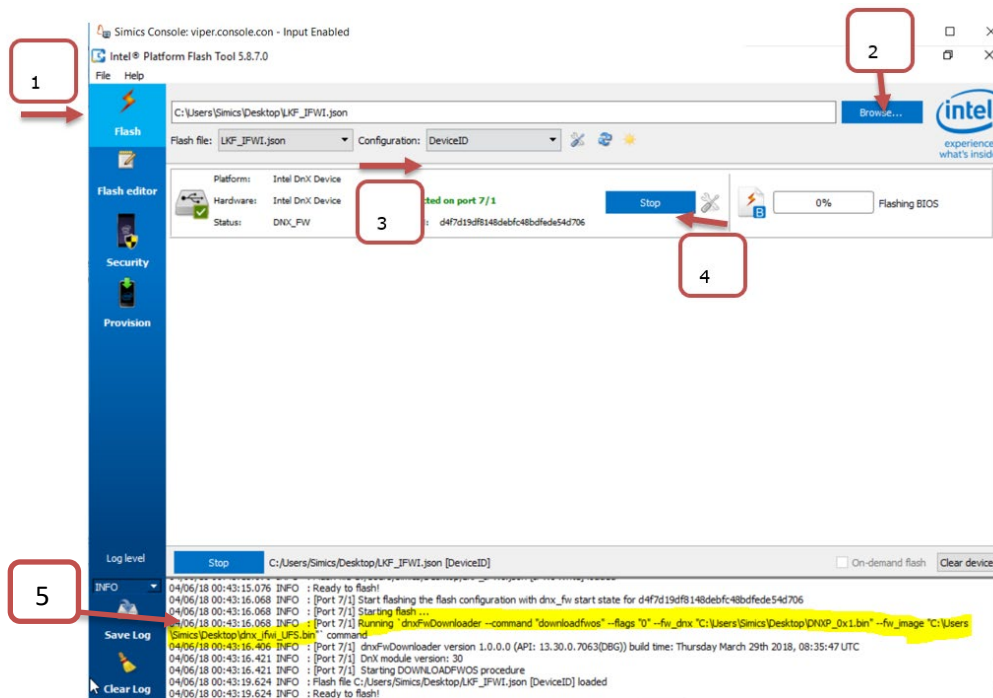 Simics Console: viper.console.con - Input Enabled
Intel® Platform Flash Tool 5.8.7.0
File Help
1
2
Flash
C:\Users\Simics\Desktop\LKF_IFWI.json
Browse...
intel
experience
what's inside
Flash file: LKF_IFWI.json Configuration: DeviceID
Flash editor
Platform: Intel DnX Device
Hardware: Intel DnX Device
cted on port 7/1
Status: DNX_FW
d4f7d19df8148debfc48bdfede54d706
Stop
0% Flashing BIOS
3
4
Security
Provision
Log level
Stop C:/Users/Simics/Desktop/LKF_IFWI.json [DeviceID]
On-demand flash Clear device
5
INFO
04/06/18 00:43:15.076 INFO : Ready to flash!
04/06/18 00:43:16.068 INFO : [Port 7/1] Start flashing the flash configuration with dnx_fw start state for d4f7d19df8148debfc48bdfede54d706
04/06/18 00:43:16.068 INFO : [Port 7/1] Starting flash ...
04/06/18 00:43:16.068 INFO : [Port 7/1] Running `dnxFwDownloader --command "downloadfwos" --flags "0" --fw_dnx "C:\Users\Simics\Desktop\DNXP_0x1.bin" --fw_image "C:\Users
\Simics\Desktop\dnx_ifwi_UFS.bin"` command
04/06/18 00:43:16.406 INFO : [Port 7/1] dnxFwDownloader version 1.0.0.0 (API: 13.30.0.7063(DBG)) build time: Thursday March 29th 2018, 08:35:47 UTC
04/06/18 00:43:16.421 INFO : [Port 7/1] DnX module version: 30
04/06/18 00:43:16.421 INFO : [Port 7/1] Starting DOWNLOADFWOS procedure
04/06/18 00:43:19.624 INFO : Flash file C:/Users/Simics/Desktop/LKF_IFWI.json [DeviceID] loaded
04/06/18 00:43:19.624 INFO : Ready to flash!
Save Log
Clear Log